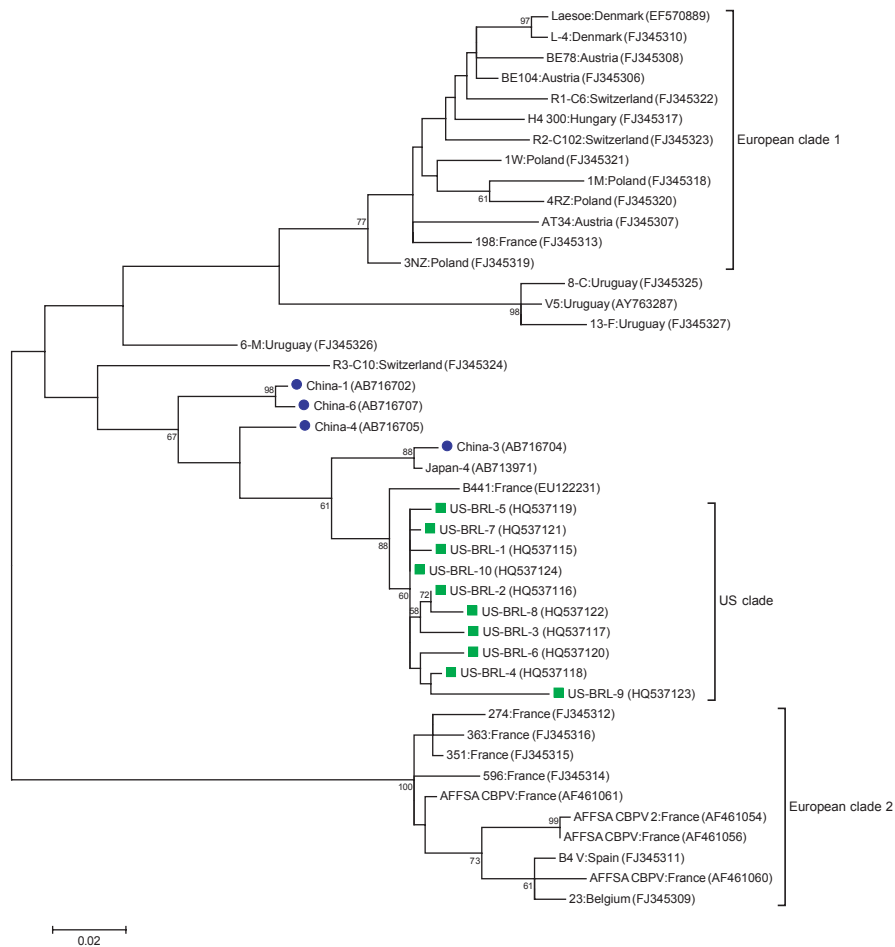 Laesoe:Denmark (EF570889)
97
L-4:Denmark (FJ345310)
BE78:Austria (FJ345308)
BE104:Austria (FJ345306)
R1-C6:Switzerland (FJ345322)
H4 300:Hungary (FJ345317)
R2-C102:Switzerland (FJ345323)
European clade 1
1W:Poland (FJ345321)
1M:Poland (FJ345318)
61
4RZ:Poland (FJ345320)
77
AT34:Austria (FJ345307)
198:France (FJ345313)
3NZ:Poland (FJ345319)
8-C:Uruguay (FJ345325)
V5:Uruguay (AY763287)
98
13-F:Uruguay (FJ345327)
6-M:Uruguay (FJ345326)
R3-C10:Switzerland (FJ345324)
98
China-1 (AB716702)
China-6 (AB716707)
China-4 (AB716705)
67
China-3 (AB716704)
88
Japan-4 (AB713971)
B441:France (EU122231)
61
US-BRL-5 (HQ537119)
US-BRL-7 (HQ537121)
88
US-BRL-1 (HQ537115)
US-BRL-10 (HQ537124)
60
72
US-BRL-2 (HQ537116)
US clade
58
US-BRL-8 (HQ537122)
US-BRL-3 (HQ537117)
US-BRL-6 (HQ537120)
US-BRL-4 (HQ537118)
US-BRL-9 (HQ537123)
274:France (FJ345312)
363:France (FJ345316)
351:France (FJ345315)
596:France (FJ345314)
100
AFFSA CBPV:France (AF461061)
European clade 2
AFFSA CBPV 2:France (AF461054)
99
AFFSA CBPV:France (AF461056)
73
B4 V:Spain (FJ345311)
AFFSA CBPV:France (AF461060)
61
23:Belgium (FJ345309)
0.02